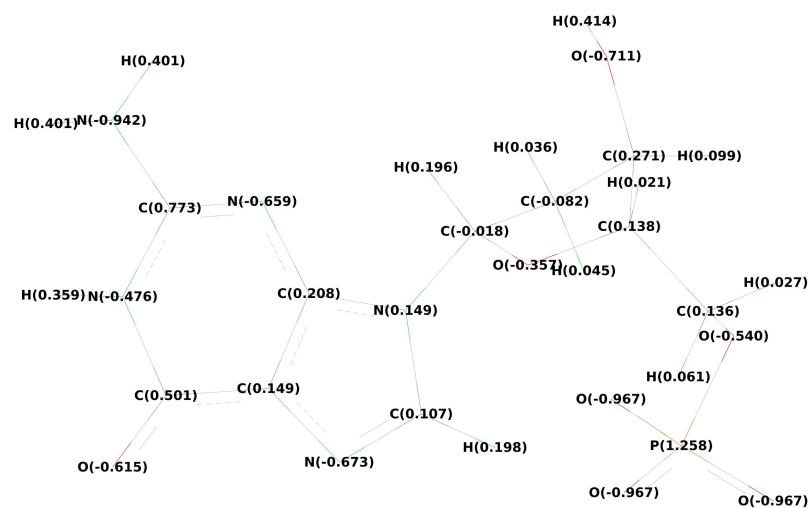 H(0.414)
O(-0.711)
H(0.401)
H(0.401)
N(-0.942)
H(0.036)
C(0.271)
H(0.099)
H(0.196)
H(0.021)
C(0.773)
N(-0.659)
C(-0.082)
C(-0.018)
C(0.138)
O(-0.357)
H(0.045)
H(0.359)
N(-0.476)
C(0.208)
H(0.027)
N(0.149)
C(0.136)
O(-0.540)
H(0.061)
C(0.501)
C(0.149)
O(-0.967)
C(0.107)
H(0.198)
P(1.258)
O(-0.615)
N(-0.673)
O(-0.967)
O(-0.967)